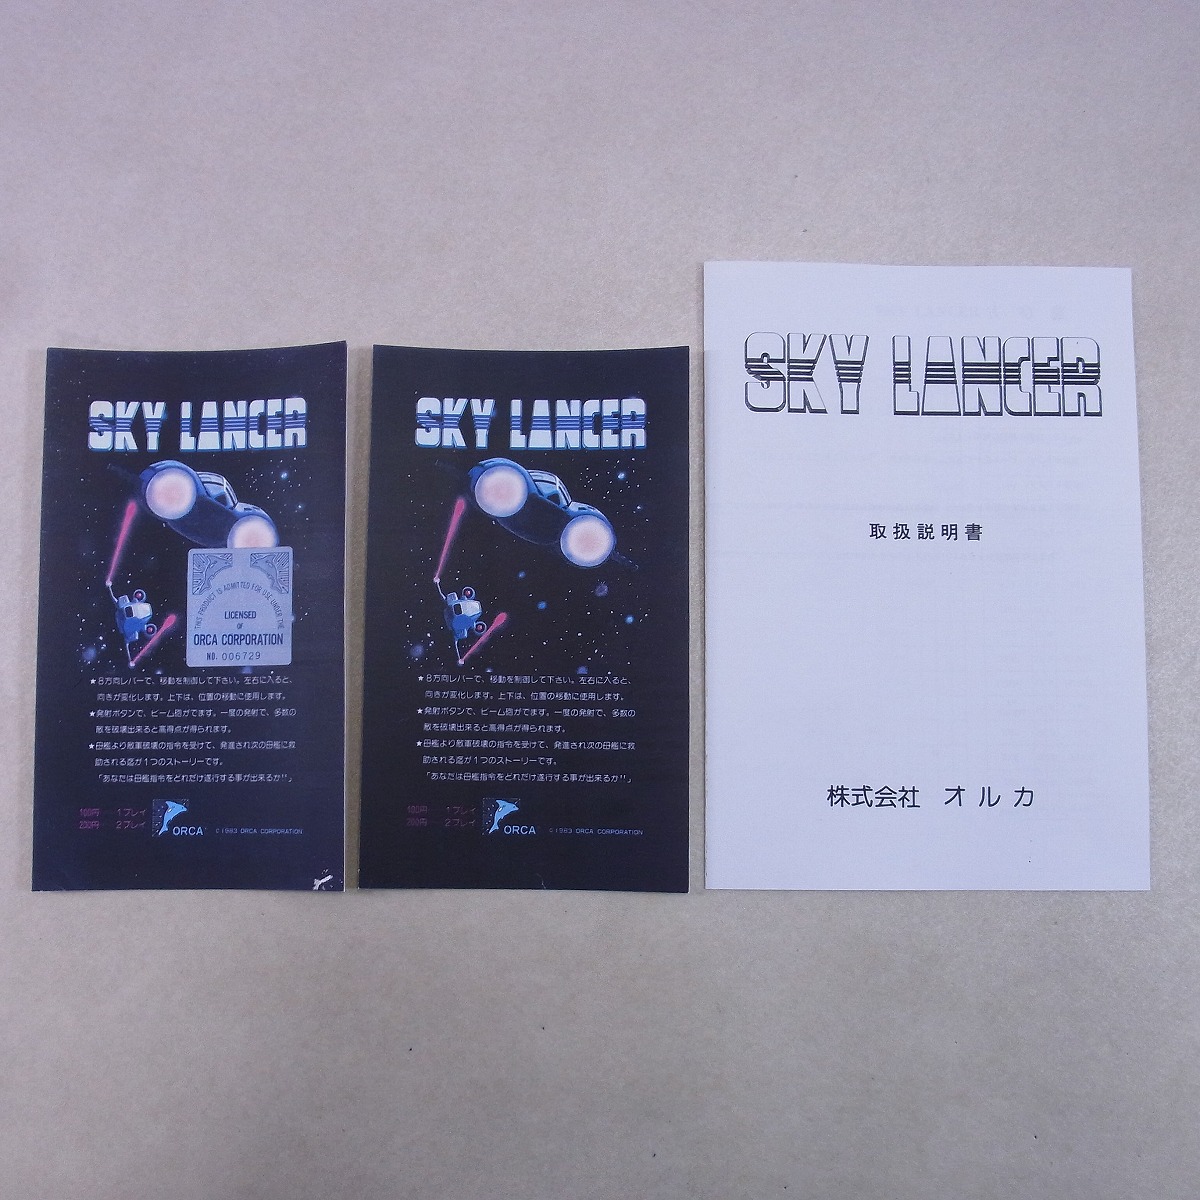 SKY LANCER
THIS PRODUCT IS ADMITTED FOR USE UNDER THE
LICENSED
OF
ORCA CORPORATION
NO. 006729
★8方向レバーで、移動を制御して下さい。左右に入ると、
向きが変化します。上下は、位置の移動に使用します。
★発射ボタンで、ビーム砲がでます。一度の発射で、多数の
敵を破壊出来ると高得点が得られます。
★母艦より敵軍破壊の指令を受けて、発進され次の母艦に救
助される迄が1つのストーリーです。
「あなたは母艦指令をどれだけ遂行する事が出来るか!!」
100円 1プレイ
200円 2プレイ
ORCA
©1983 ORCA CORPORATION
SKY LANCER
★8方向レバーで、移動を制御して下さい。左右に入ると、
向きが変化します。上下は、位置の移動に使用します。
★発射ボタンで、ビーム砲がでます。一度の発射で、多数の
敵を破壊出来ると高得点が得られます。
★母艦より敵軍破壊の指令を受けて、発進され次の母艦に救
助される迄が1つのストーリーです。
「あなたは母艦指令をどれだけ遂行する事が出来るか!!」
100円 1プレイ
200円 2プレイ
ORCA
©1983 ORCA CORPORATION
SKY LANCER
取扱説明書
株式会社 オルカ